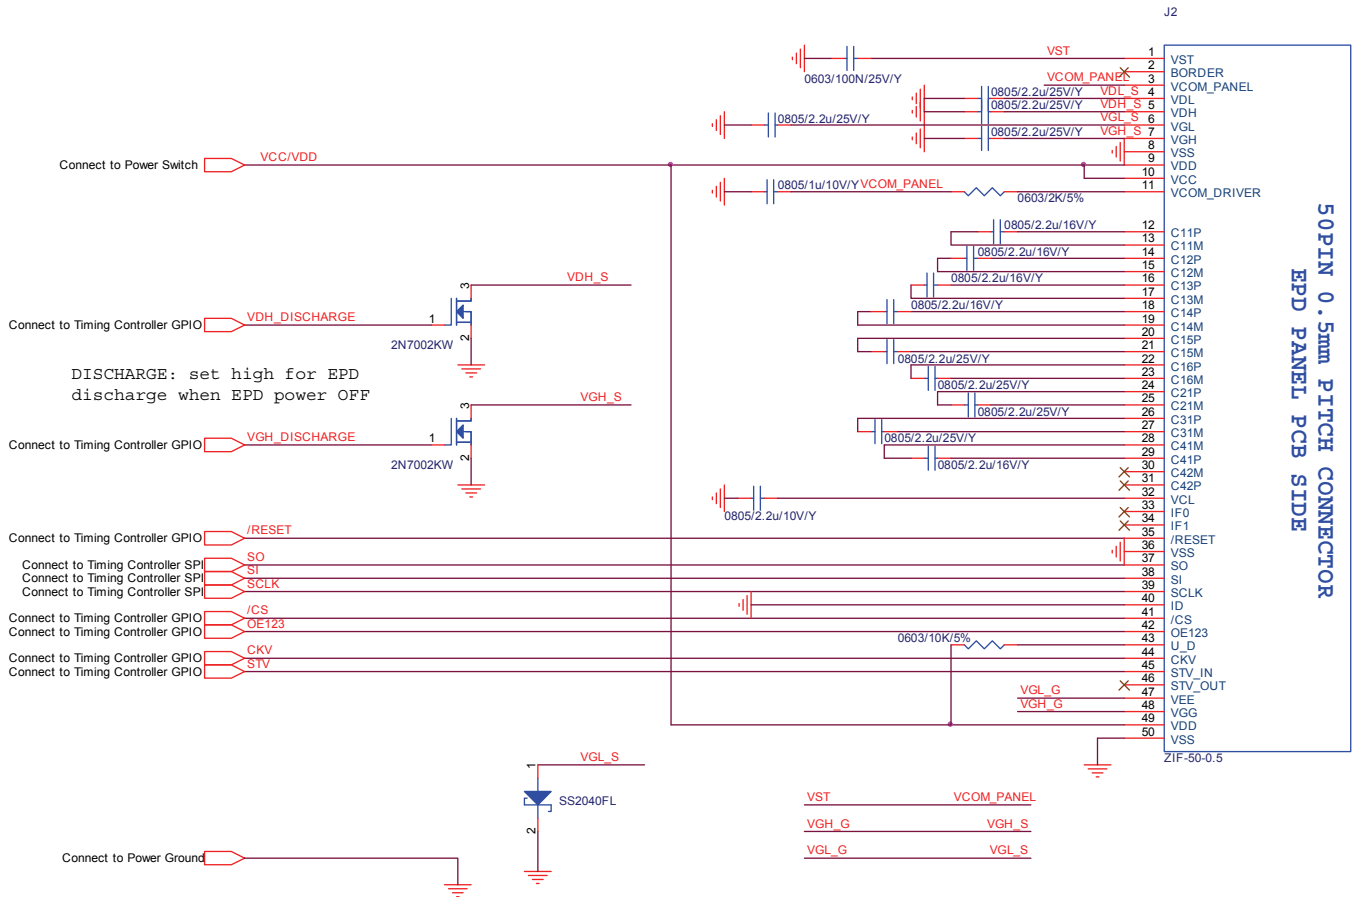 J2
VST
1
VST
0603/100N/25V/Y
2
BORDER
VCOM_PANEL
3
VCOM_PANEL
0805/2.2u/25V/Y
VDL_S
4
VDL
0805/2.2u/25V/Y
VDH_S
5
VDH
0805/2.2u/25V/Y
VGL_S
6
VGL
0805/2.2u/25V/Y
VGH_S
7
VGH
8
VSS
Connect to Power Switch
VCC/VDD
9
VDD
10
VCC
0805/1u/10V/Y
VCOM_PANEL
0603/2K/5%
11
VCOM_DRIVER
0805/2.2u/16V/Y
12
C11P
13
C11M
0805/2.2u/16V/Y
14
C12P
15
C12M
0805/2.2u/16V/Y
16
C13P
17
C13M
0805/2.2u/16V/Y
18
C14P
19
C14M
20
C15P
21
C15M
0805/2.2u/25V/Y
22
C16P
23
C16M
0805/2.2u/25V/Y
24
C21P
25
C21M
0805/2.2u/25V/Y
26
C31P
27
C31M
0805/2.2u/25V/Y
28
C41M
29
C41P
0805/2.2u/16V/Y
30
C42M
31
C42P
32
VCL
0805/2.2u/10V/Y
33
IF0
34
IF1
35
/RESET
36
VSS
37
SO
38
SI
39
SCLK
40
ID
41
/CS
42
OE123
0603/10K/5%
43
U_D
44
CKV
45
STV_IN
46
STV_OUT
VGL_G
47
VEE
VGH_G
48
VGG
49
VDD
50
VSS
ZIF-50-0.5
50PIN 0.5mm PITCH CONNECTOR
EPD PANEL PCB SIDE
VDH_S
3
Connect to Timing Controller GPIO
VDH_DISCHARGE
1
2
2N7002KW
DISCHARGE: set high for EPD
discharge when EPD power OFF
VGH_S
3
Connect to Timing Controller GPIO
VGH_DISCHARGE
1
2
2N7002KW
Connect to Timing Controller GPIO
/RESET
Connect to Timing Controller SPI
SO
Connect to Timing Controller SPI
SI
Connect to Timing Controller SPI
SCLK
Connect to Timing Controller GPIO
/CS
Connect to Timing Controller GPIO
OE123
Connect to Timing Controller GPIO
CKV
Connect to Timing Controller GPIO
STV
VGL_S
1
SS2040FL
2
Connect to Power Ground
VST VCOM_PANEL
VGH_G VGH_S
VGL_G VGL_S